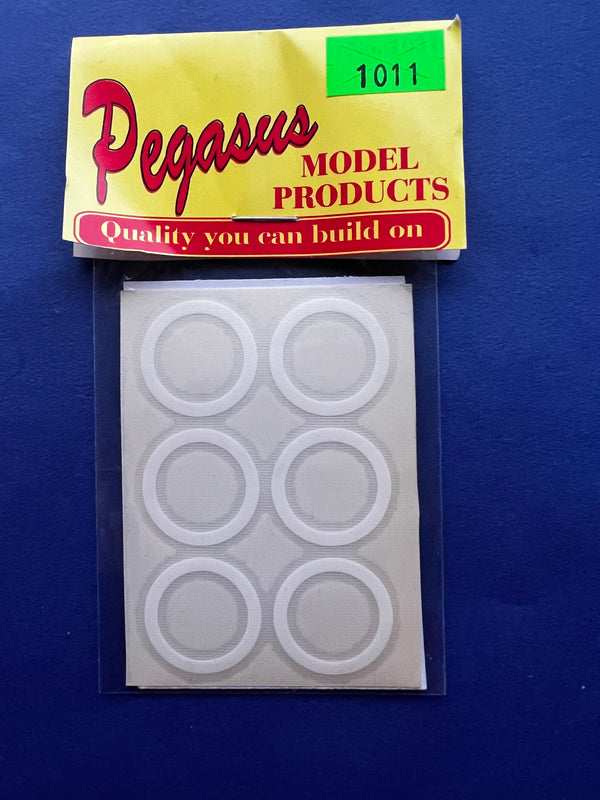 1011
Pegasus
MODEL
PRODUCTS
Quality you can build on